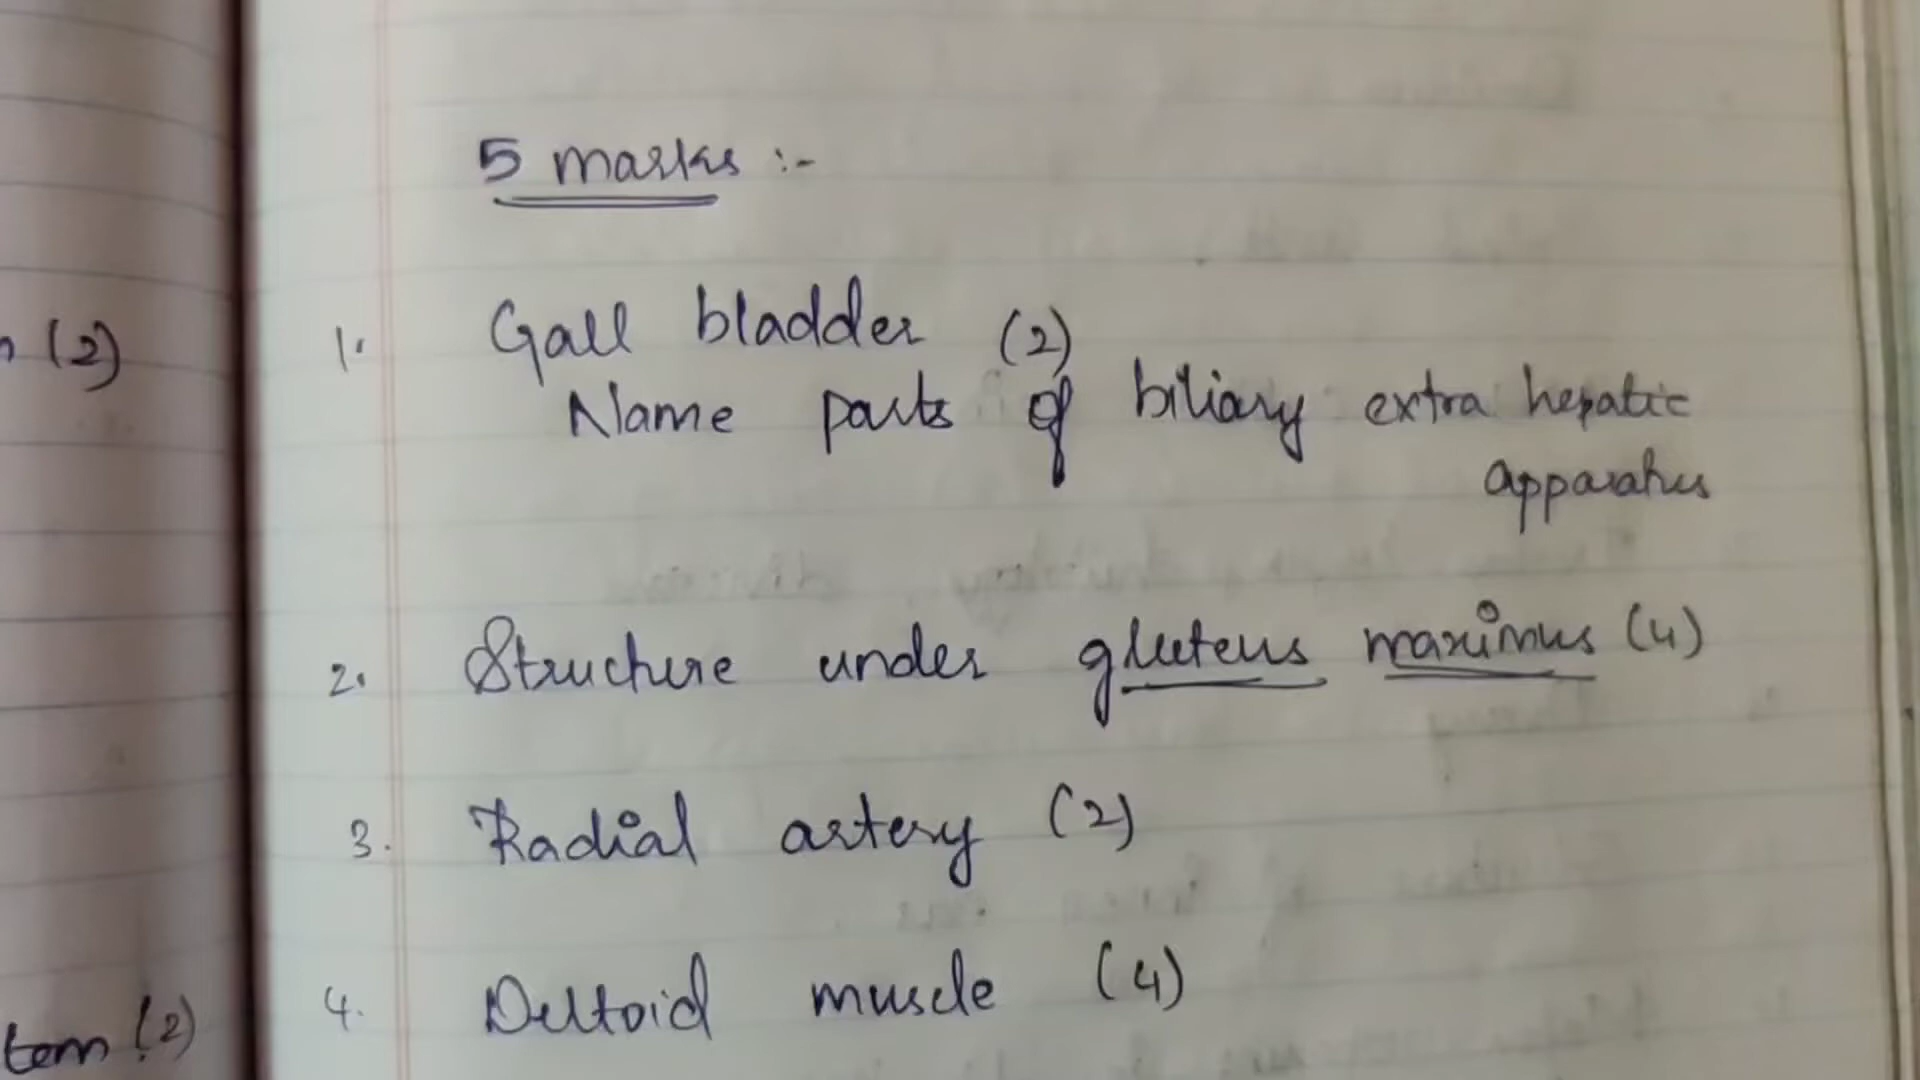 5 marks :-
n (2)
1. Gall bladder (2)
Name parts of biliary extra hepatic
apparatus
2. Structure under gluteus maximus (4)
3. Radial artery (2)
4. Deltoid muscle (4)
tem (2)